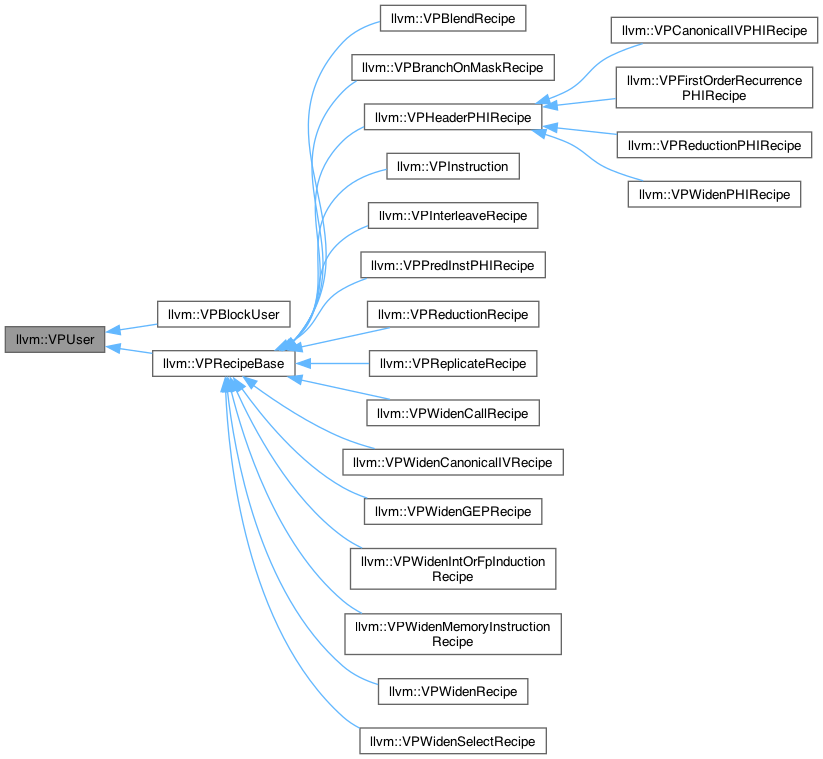 llvm::VPBlendRecipe
llvm::VPCanonicalIVPHIRecipe
llvm::VPBranchOnMaskRecipe
llvm::VPFirstOrderRecurrence
PHIRecipe
llvm::VPHeaderPHIRecipe
llvm::VPReductionPHIRecipe
llvm::VPInstruction
llvm::VPWidenPHIRecipe
llvm::VPInterleaveRecipe
llvm::VPPredInstPHIRecipe
llvm::VPBlockUser
llvm::VPReductionRecipe
llvm::VPUser
llvm::VPRecipeBase
llvm::VPReplicateRecipe
llvm::VPWidenCallRecipe
llvm::VPWidenCanonicalIVRecipe
llvm::VPWidenGEPRecipe
llvm::VPWidenIntOrFpInduction
Recipe
llvm::VPWidenMemoryInstruction
Recipe
llvm::VPWidenRecipe
llvm::VPWidenSelectRecipe